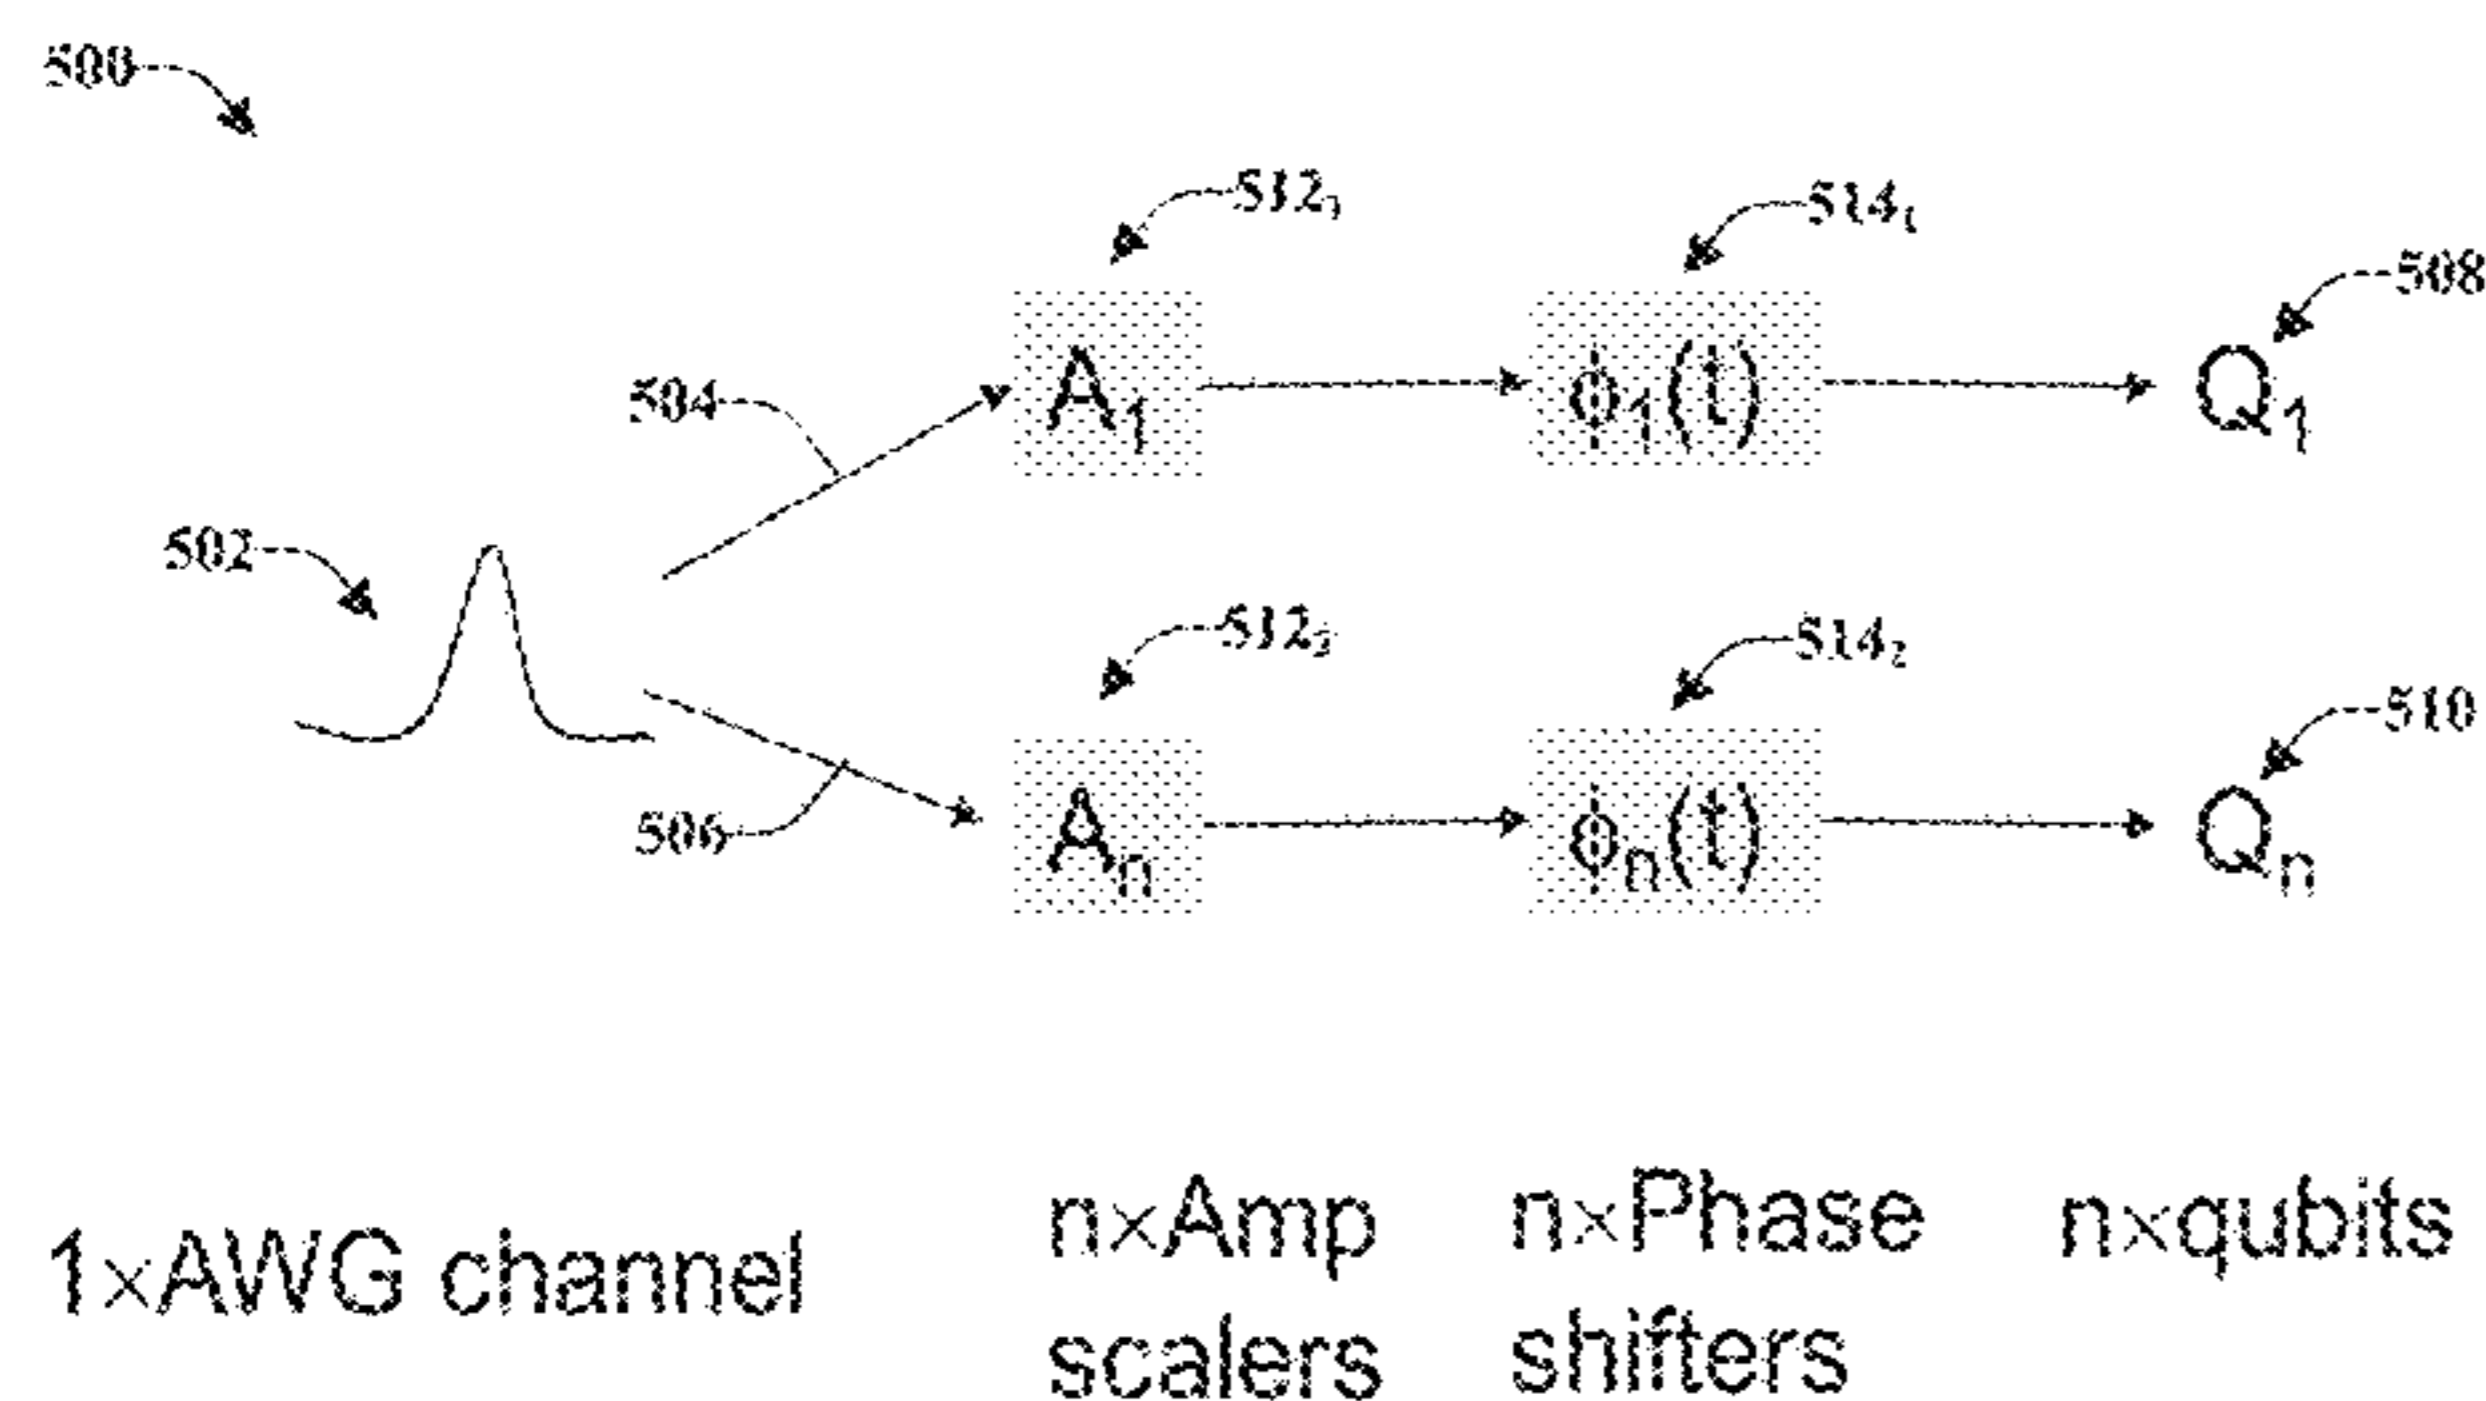 500
512₁
514₁
508
504
A₁
ϕ₁(t)
Q₁
502
512₂
514₂
510
506
Aₙ
ϕₙ(t)
Qₙ
1×AWG channel
n×Amp scalers
n×Phase shifters
n×qubits